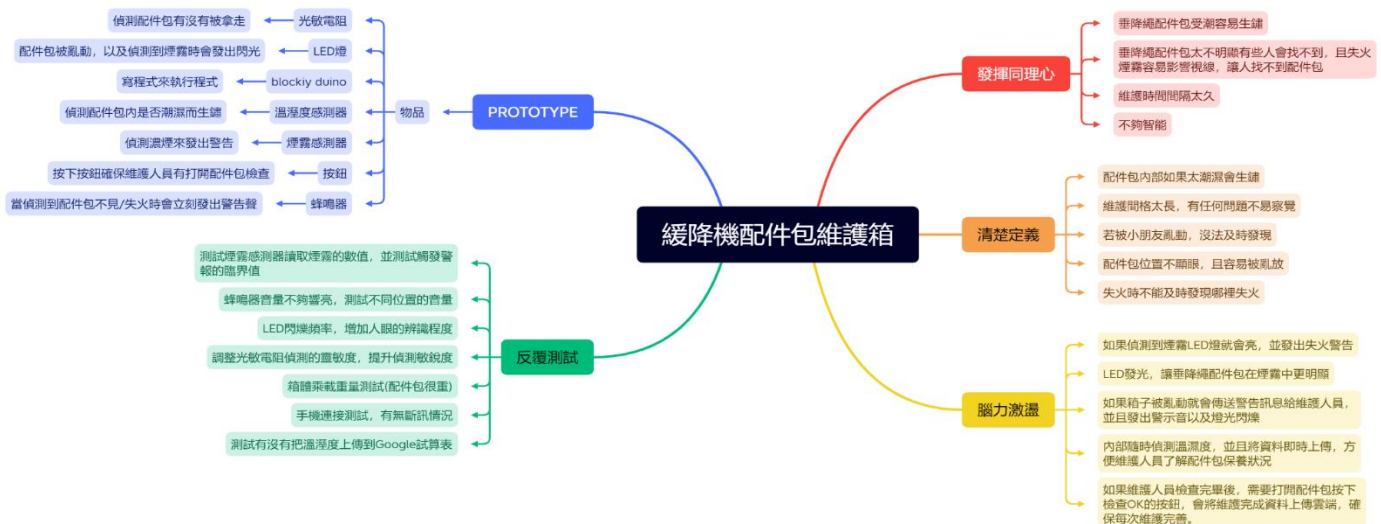 緩降機配件包維護箱
發揮同理心
垂降繩配件包受潮容易生鏽
垂降繩配件包太不明顯有些人會找不到，且失火
煙霧容易影響視線，讓人找不到配件包
維護時間間隔太久
不夠智能
清楚定義
配件包內部如果太潮濕會生鏽
維護間格太長，有任何問題不易察覺
若被小朋友亂動，沒法及時發現
配件包位置不顯眼，且容易被亂放
失火時不能及時發現哪裡失火
腦力激盪
如果偵測到煙霧LED燈就會亮，並發出失火警告
LED發光，讓垂降繩配件包在煙霧中更明顯
如果箱子被亂動就會傳送警告訊息給維護人員，
並且發出警示音以及燈光閃爍
內部隨時偵測溫濕度，並且將資料即時上傳，方
便維護人員了解配件包保養狀況
如果維護人員檢查完畢後，需要打開配件包按下
檢查OK的按鈕，會將維護完成資料上傳雲端，確
保每次維護完善。
PROTOTYPE
物品
光敏電阻
偵測配件包有沒有被拿走
LED燈
配件包被亂動，以及偵測到煙霧時會發出閃光
blockiy duino
寫程式來執行程式
溫溼度感測器
偵測配件包內是否潮濕而生鏽
煙霧感測器
偵測濃煙來發出警告
按鈕
按下按鈕確保維護人員有打開配件包檢查
蜂鳴器
當偵測到配件包不見/失火時會立刻發出警告聲
反覆測試
測試煙霧感測器讀取煙霧的數值，並測試觸發警
報的臨界值
蜂鳴器音量不夠響亮，測試不同位置的音量
LED閃爍頻率，增加人眼的辨識程度
調整光敏電阻偵測的靈敏度，提升偵測敏銳度
箱體乘載重量測試(配件包很重)
手機連接測試，有無斷訊情況
測試有沒有把溫溼度上傳到Google試算表